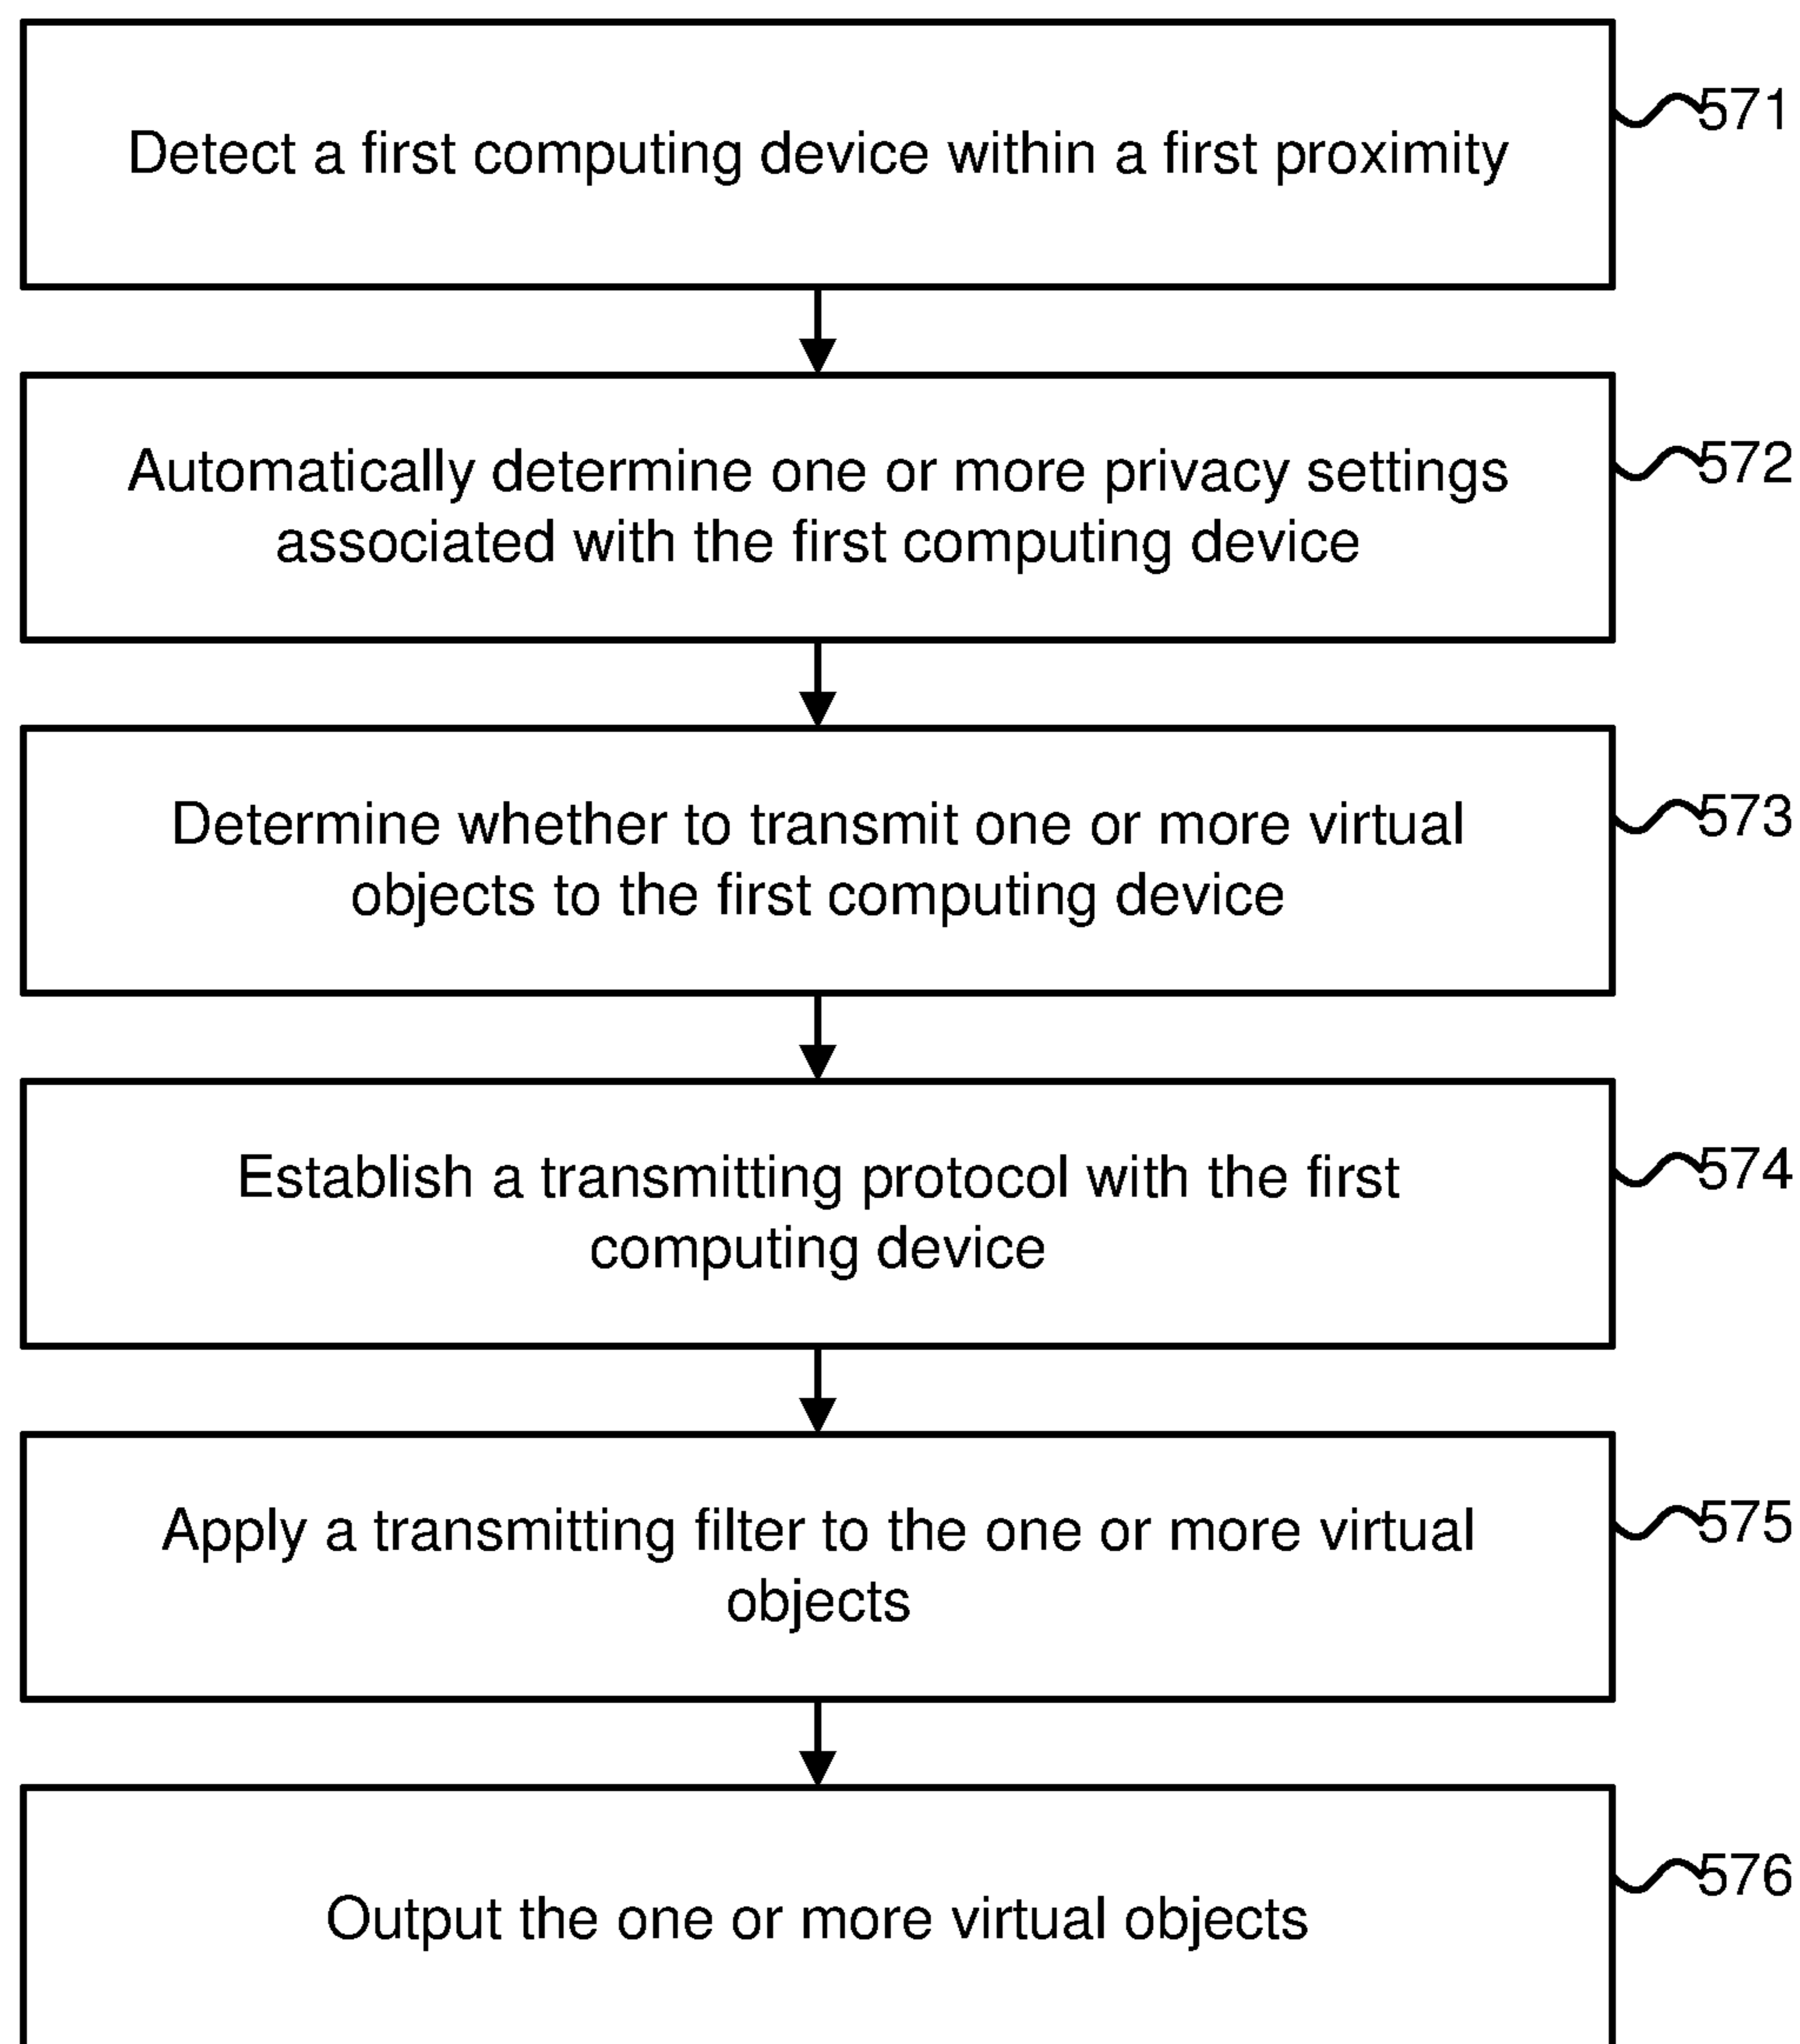 Detect a first computing device within a first proximity
571
Automatically determine one or more privacy settings
associated with the first computing device
572
Determine whether to transmit one or more virtual
objects to the first computing device
573
Establish a transmitting protocol with the first
computing device
574
Apply a transmitting filter to the one or more virtual
objects
575
Output the one or more virtual objects
576